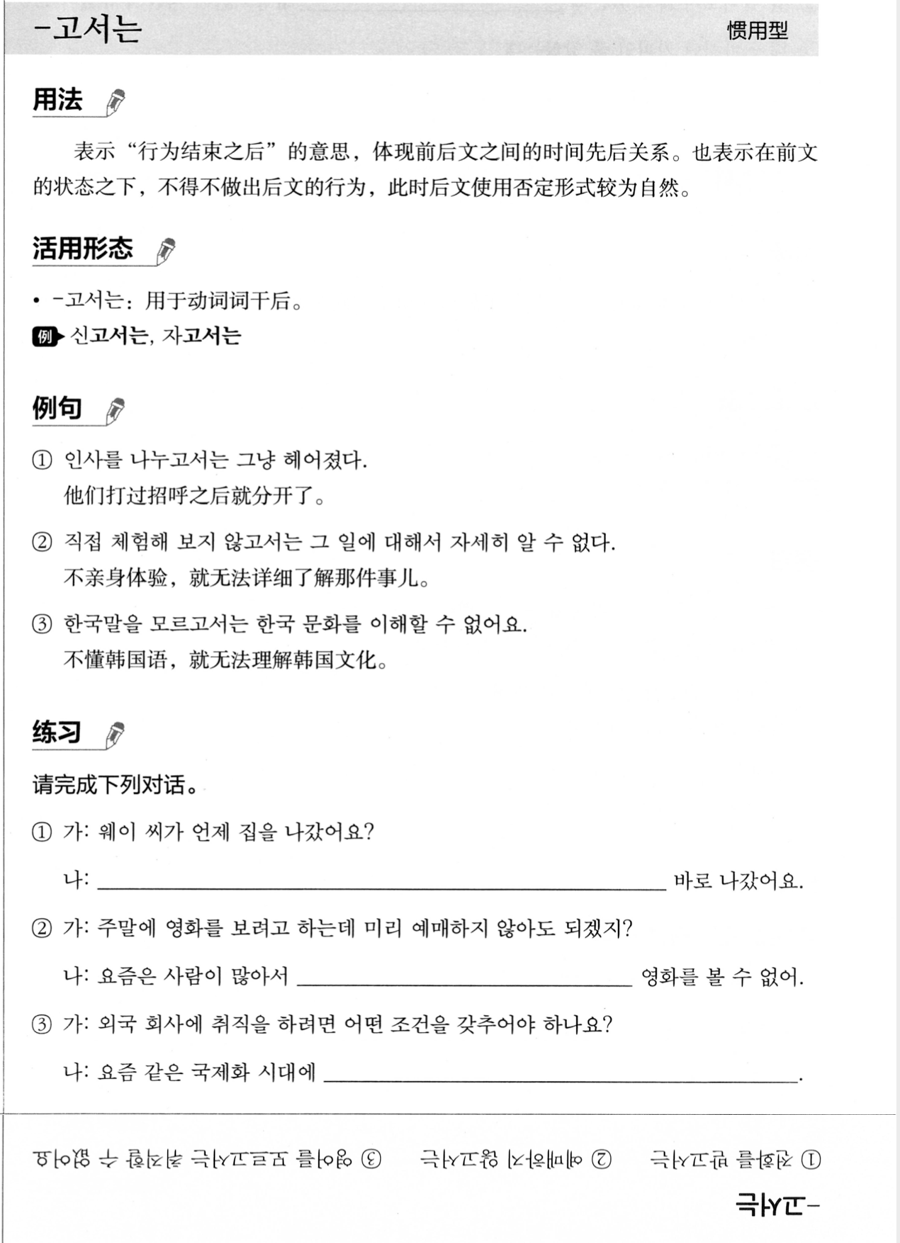 -고서는 惯用型
用法
表示“行为结束之后”的意思，体现前后文之间的时间先后关系。也表示在前文
的状态之下，不得不做出后文的行为，此时后文使用否定形式较为自然。
活用形态
• -고서는：用于动词词干后。
例 신고서는, 자고서는
例句
① 인사를 나누고서는 그냥 헤어졌다.
他们打过招呼之后就分开了。
② 직접 체험해 보지 않고서는 그 일에 대해서 자세히 알 수 없다.
不亲身体验，就无法详细了解那件事儿。
③ 한국말을 모르고서는 한국 문화를 이해할 수 없어요.
不懂韩国语，就无法理解韩国文化。
练习
请完成下列对话。
① 가: 웨이 씨가 언제 집을 나갔어요?
나: ______ 바로 나갔어요.
② 가: 주말에 영화를 보려고 하는데 미리 예매하지 않아도 되겠지?
나: 요즘은 사람이 많아서 ______ 영화를 볼 수 없어.
③ 가: 외국 회사에 취직을 하려면 어떤 조건을 갖추어야 하나요?
나: 요즘 같은 국제화 시대에 ______.
-고서는
① 전화를 받고서는 ② 예매하지 않고서는 ③ 영어를 모르고서는 취직할 수 없어요